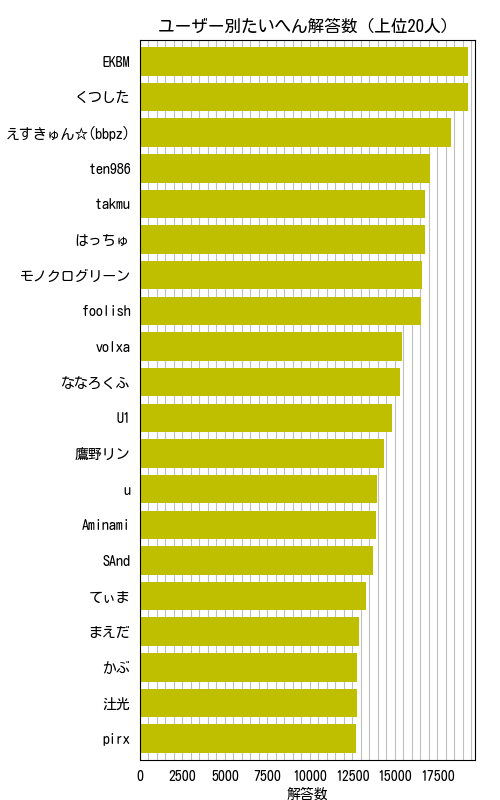 ユーザー別たいへん解答数 (上位20人)
EKBM
くつした
えすきゅん☆(bbpz)
ten986
takmu
はっちゅ
モノクログリーン
foolish
volxa
ななろくふ
U1
鷹野リン
u
Aminami
SAnd
てぃま
まえだ
かぶ
辻光
pirx
0 2500 5000 7500 10000 12500 15000 17500
解答数